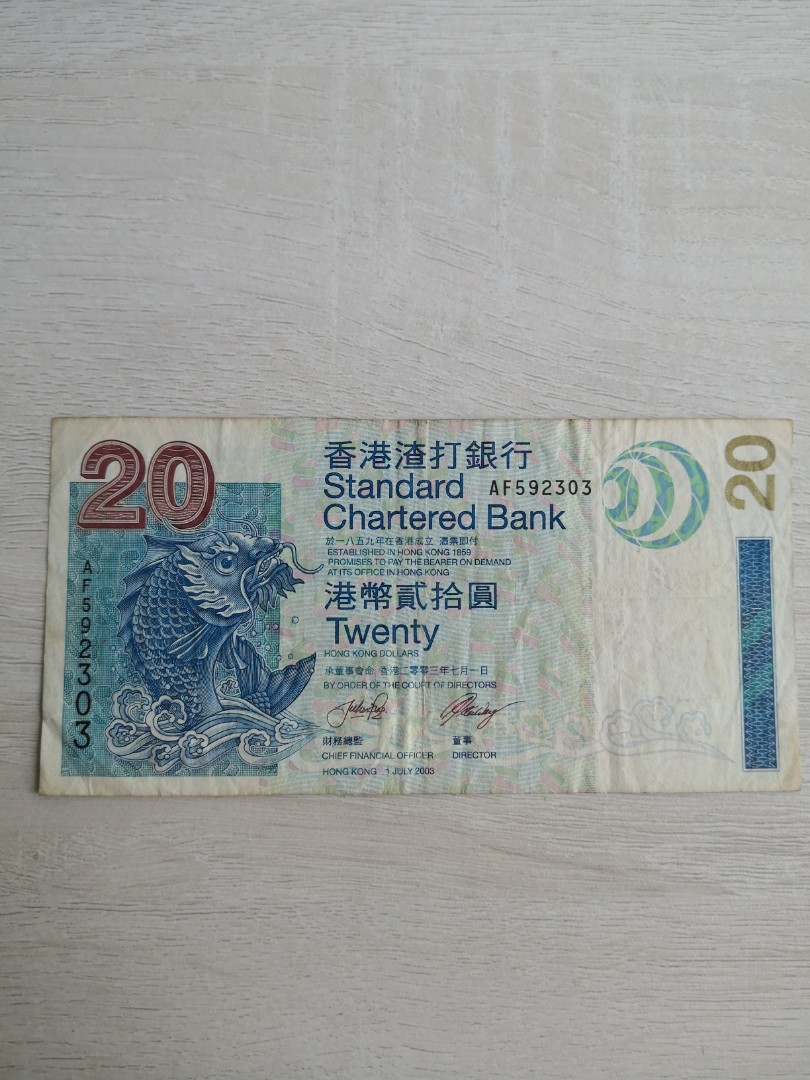 20
香港渣打銀行
Standard
Chartered Bank
AF592303
20
於一八五九年在香港成立 憑票即付
ESTABLISHED IN HONG KONG 1859
PROMISES TO PAY THE BEARER ON DEMAND
AT ITS OFFICE IN HONG KONG
港幣貳拾圓
Twenty
HONG KONG DOLLARS
承董事會命 香港二零零三年七月一日
BY ORDER OF THE COURT OF DIRECTORS
財務總監 董事
CHIEF FINANCIAL OFFICER DIRECTOR
HONG KONG 1 JULY 2003
AF592303